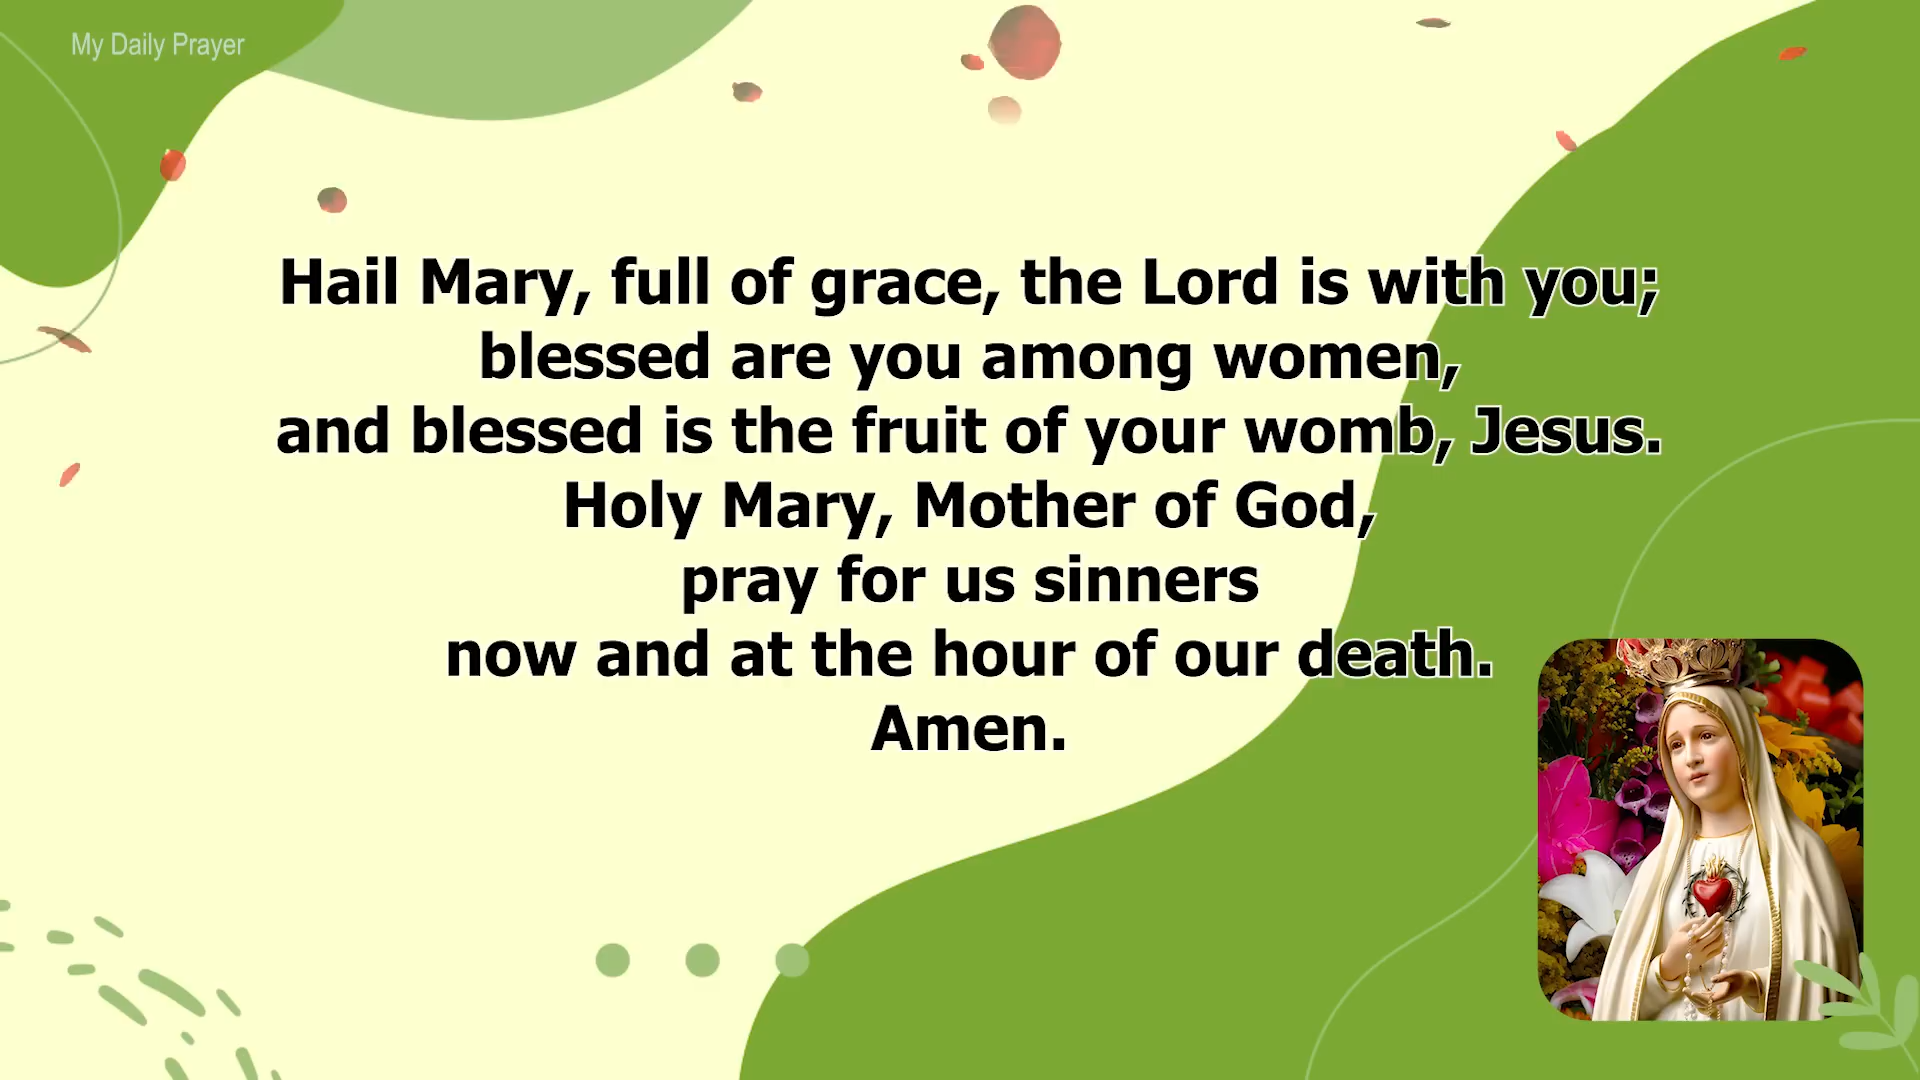 My Daily Prayer
Hail Mary, full of grace, the Lord is with you;
blessed are you among women,
and blessed is the fruit of your womb, Jesus.
Holy Mary, Mother of God,
pray for us sinners
now and at the hour of our death.
Amen.